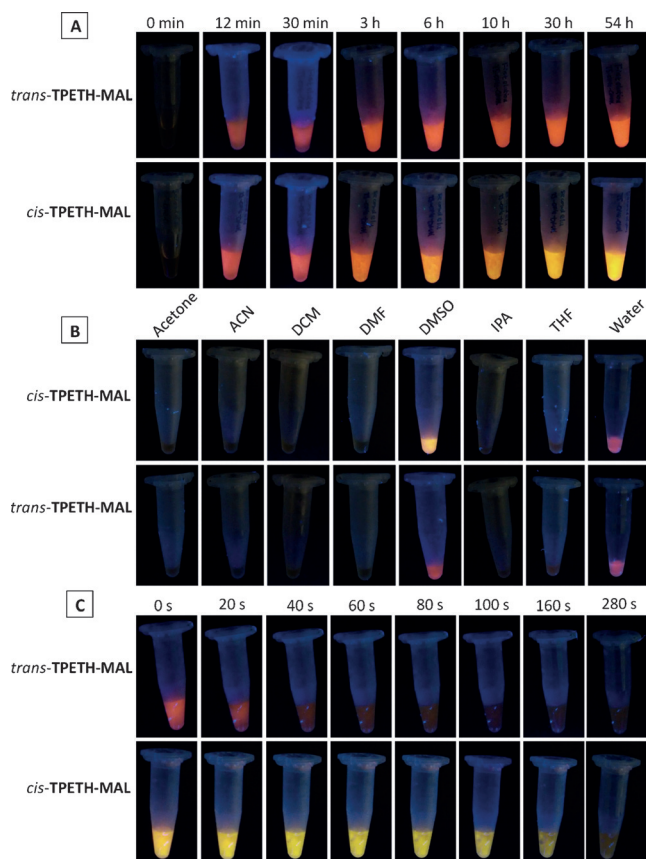 A
0 min 12 min 30 min 3 h 6 h 10 h 30 h 54 h
trans-TPETH-MAL
cis-TPETH-MAL
B
Acetone ACN DCM DMF DMSO IPA THF Water
cis-TPETH-MAL
trans-TPETH-MAL
C
0 s 20 s 40 s 60 s 80 s 100 s 160 s 280 s
trans-TPETH-MAL
cis-TPETH-MAL